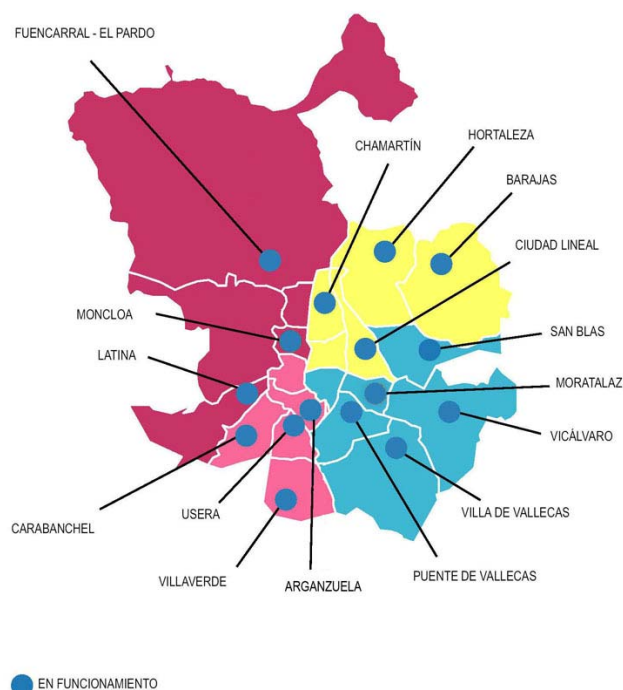 FUENCARRAL - EL PARDO
CHAMARTÍN
HORTALEZA
BARAJAS
CIUDAD LINEAL
MONCLOA
SAN BLAS
LATINA
MORATALAZ
VICÁLVARO
USERA
VILLA DE VALLECAS
CARABANCHEL
VILLAVERDE
ARGANZUELA
PUENTE DE VALLECAS
EN FUNCIONAMIENTO